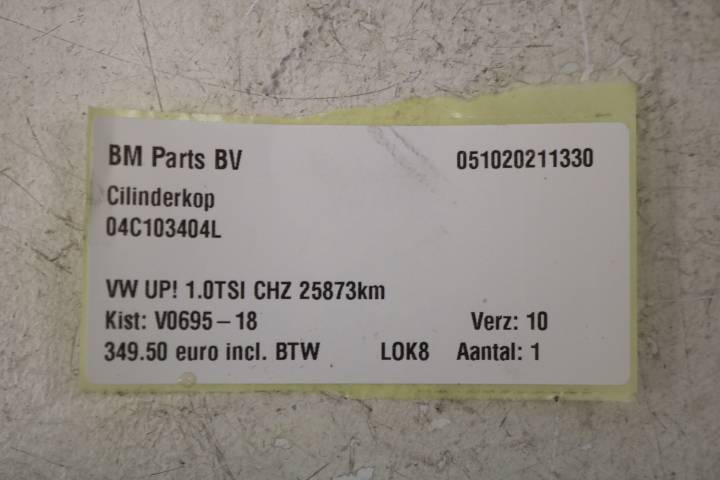 BM Parts BV 051020211330
Cilinderkop
04C103404L
VW UP! 1.0TSI CHZ 25873km
Kist: V0695-18 Verz: 10
349.50 euro incl. BTW LOK8 Aantal: 1